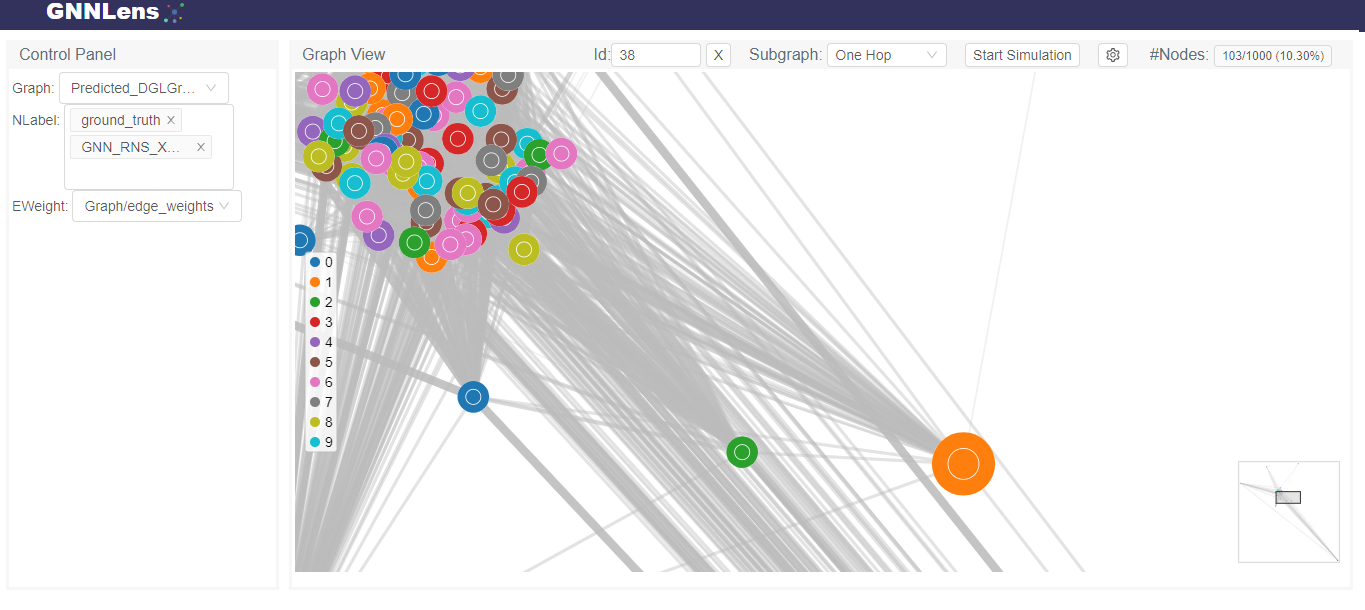 GNNLens
Control Panel
Graph: Predicted_DGLGr...
NLabel: ground_truth X
GNN_RNS_X... X
EWeight: Graph/edge_weights
Graph View Id: 38 X Subgraph: One Hop Start Simulation #Nodes: 103/1000 (10.30%)
0
1
2
3
4
5
6
7
8
9